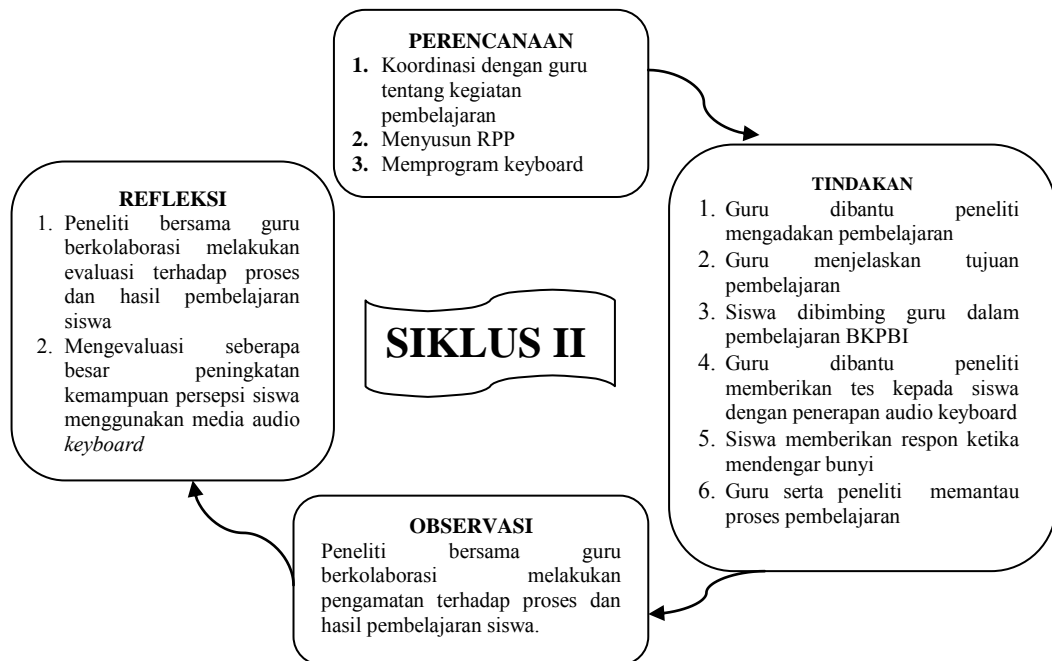 PERENCANAAN
1. Koordinasi dengan guru
tentang kegiatan
pembelajaran
2. Menyusun RPP
3. Memprogram keyboard
TINDAKAN
1. Guru dibantu peneliti
mengadakan pembelajaran
2. Guru menjelaskan tujuan
pembelajaran
3. Siswa dibimbing guru dalam
pembelajaran BKPBI
4. Guru dibantu peneliti
memberikan tes kepada siswa
dengan penerapan audio keyboard
5. Siswa memberikan respon ketika
mendengar bunyi
6. Guru serta peneliti memantau
proses pembelajaran
OBSERVASI
Peneliti bersama guru
berkolaborasi melakukan
pengamatan terhadap proses dan
hasil pembelajaran siswa.
REFLEKSI
1. Peneliti bersama guru
berkolaborasi melakukan
evaluasi terhadap proses
dan hasil pembelajaran
siswa
2. Mengevaluasi seberapa
besar peningkatan
kemampuan persepsi siswa
menggunakan media audio
keyboard
SIKLUS II